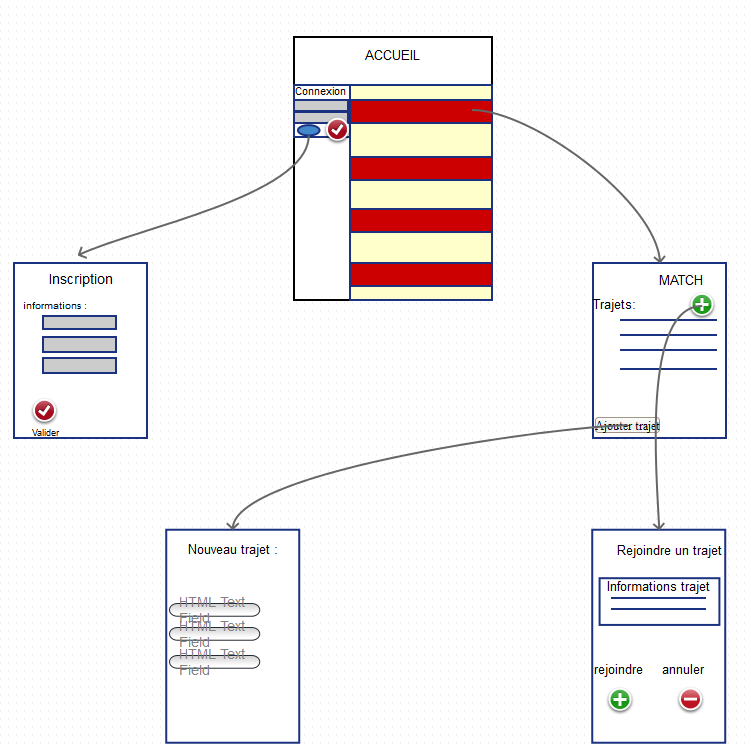 ACCUEIL
Connexion
Inscription
informations :
Valider
MATCH
Trajets:
Ajouter trajet
Nouveau trajet :
HTML Text
Field
HTML Text
Field
HTML Text
Field
Rejoindre un trajet
Informations trajet
rejoindre
annuler